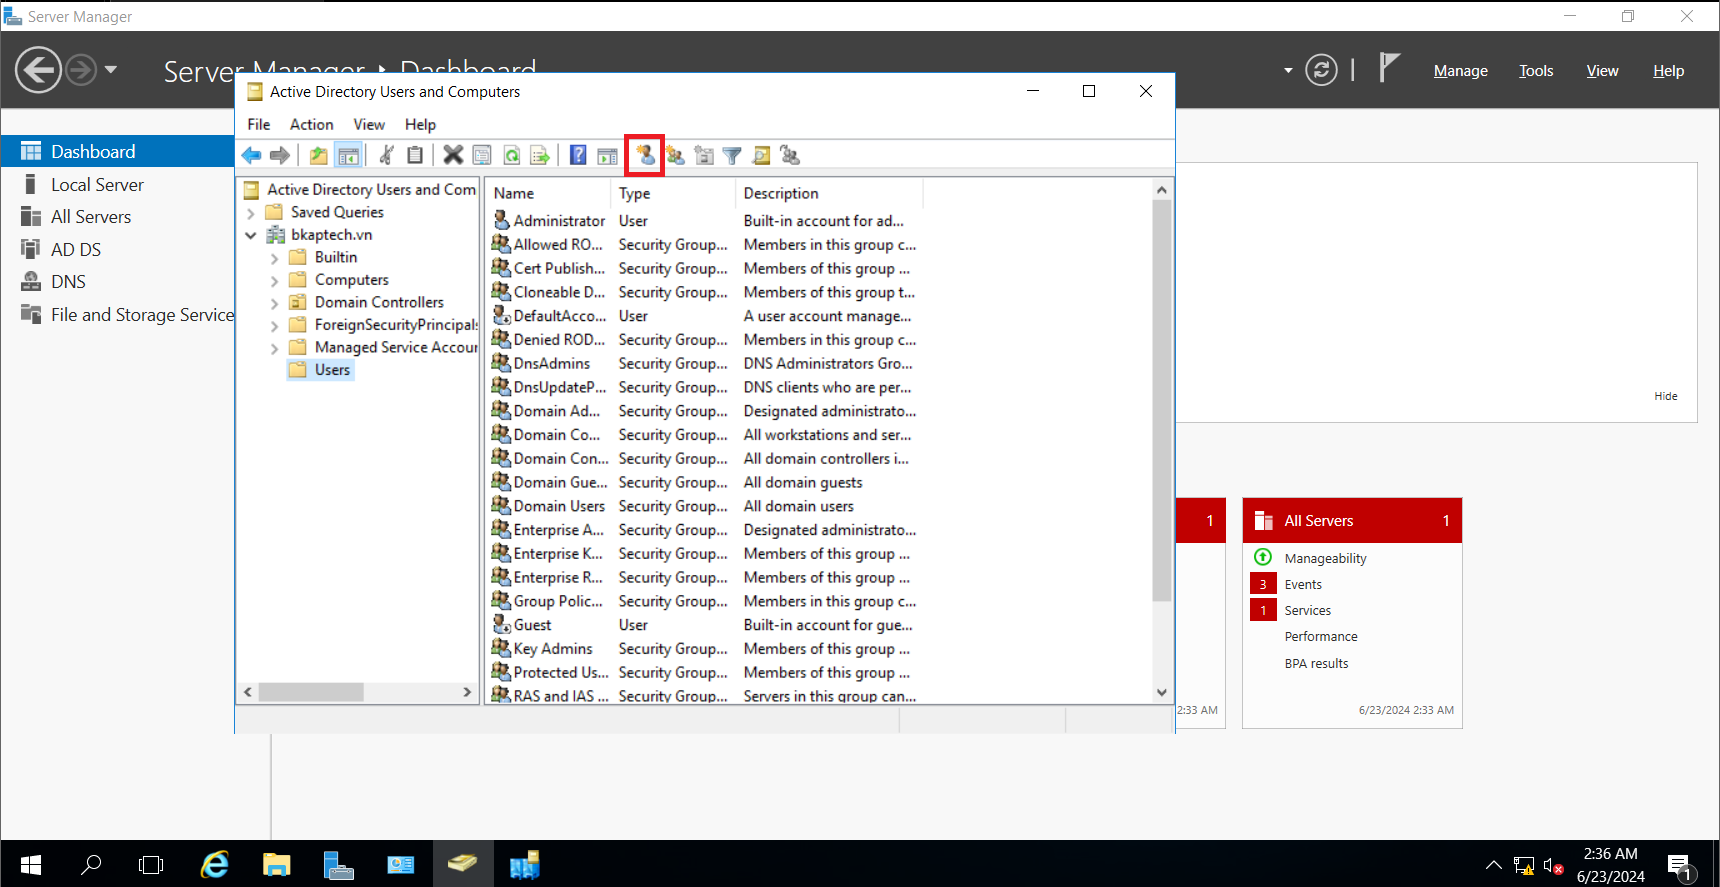 Server Manager
Server Manager ‣ Dashboard
Manage Tools View Help
Dashboard
Local Server
All Servers
AD DS
DNS
File and Storage Service
Active Directory Users and Computers
File Action View Help
Active Directory Users and Com
Saved Queries
bkaptech.vn
Builtin
Computers
Domain Controllers
ForeignSecurityPrincipals
Managed Service Accour
Users
Name Type Description
Administrator User Built-in account for ad...
Allowed RO... Security Group... Members in this group c...
Cert Publish... Security Group... Members of this group ...
Cloneable D... Security Group... Members of this group t...
DefaultAcco... User A user account manage...
Denied ROD... Security Group... Members in this group c...
DnsAdmins Security Group... DNS Administrators Gro...
DnsUpdateP... Security Group... DNS clients who are per...
Domain Ad... Security Group... Designated administrato...
Domain Co... Security Group... All workstations and ser...
Domain Con... Security Group... All domain controllers i...
Domain Gue... Security Group... All domain guests
Domain Users Security Group... All domain users
Enterprise A... Security Group... Designated administrato...
Enterprise K... Security Group... Members of this group ...
Enterprise R... Security Group... Members of this group ...
Group Polic... Security Group... Members in this group c...
Guest User Built-in account for gue...
Key Admins Security Group... Members of this group ...
Protected Us... Security Group... Members of this group ...
RAS and IAS ... Security Group... Servers in this group can...
Hide
1
2:33 AM
All Servers 1
Manageability
3 Events
1 Services
Performance
BPA results
6/23/2024 2:33 AM
2:36 AM
6/23/2024
1